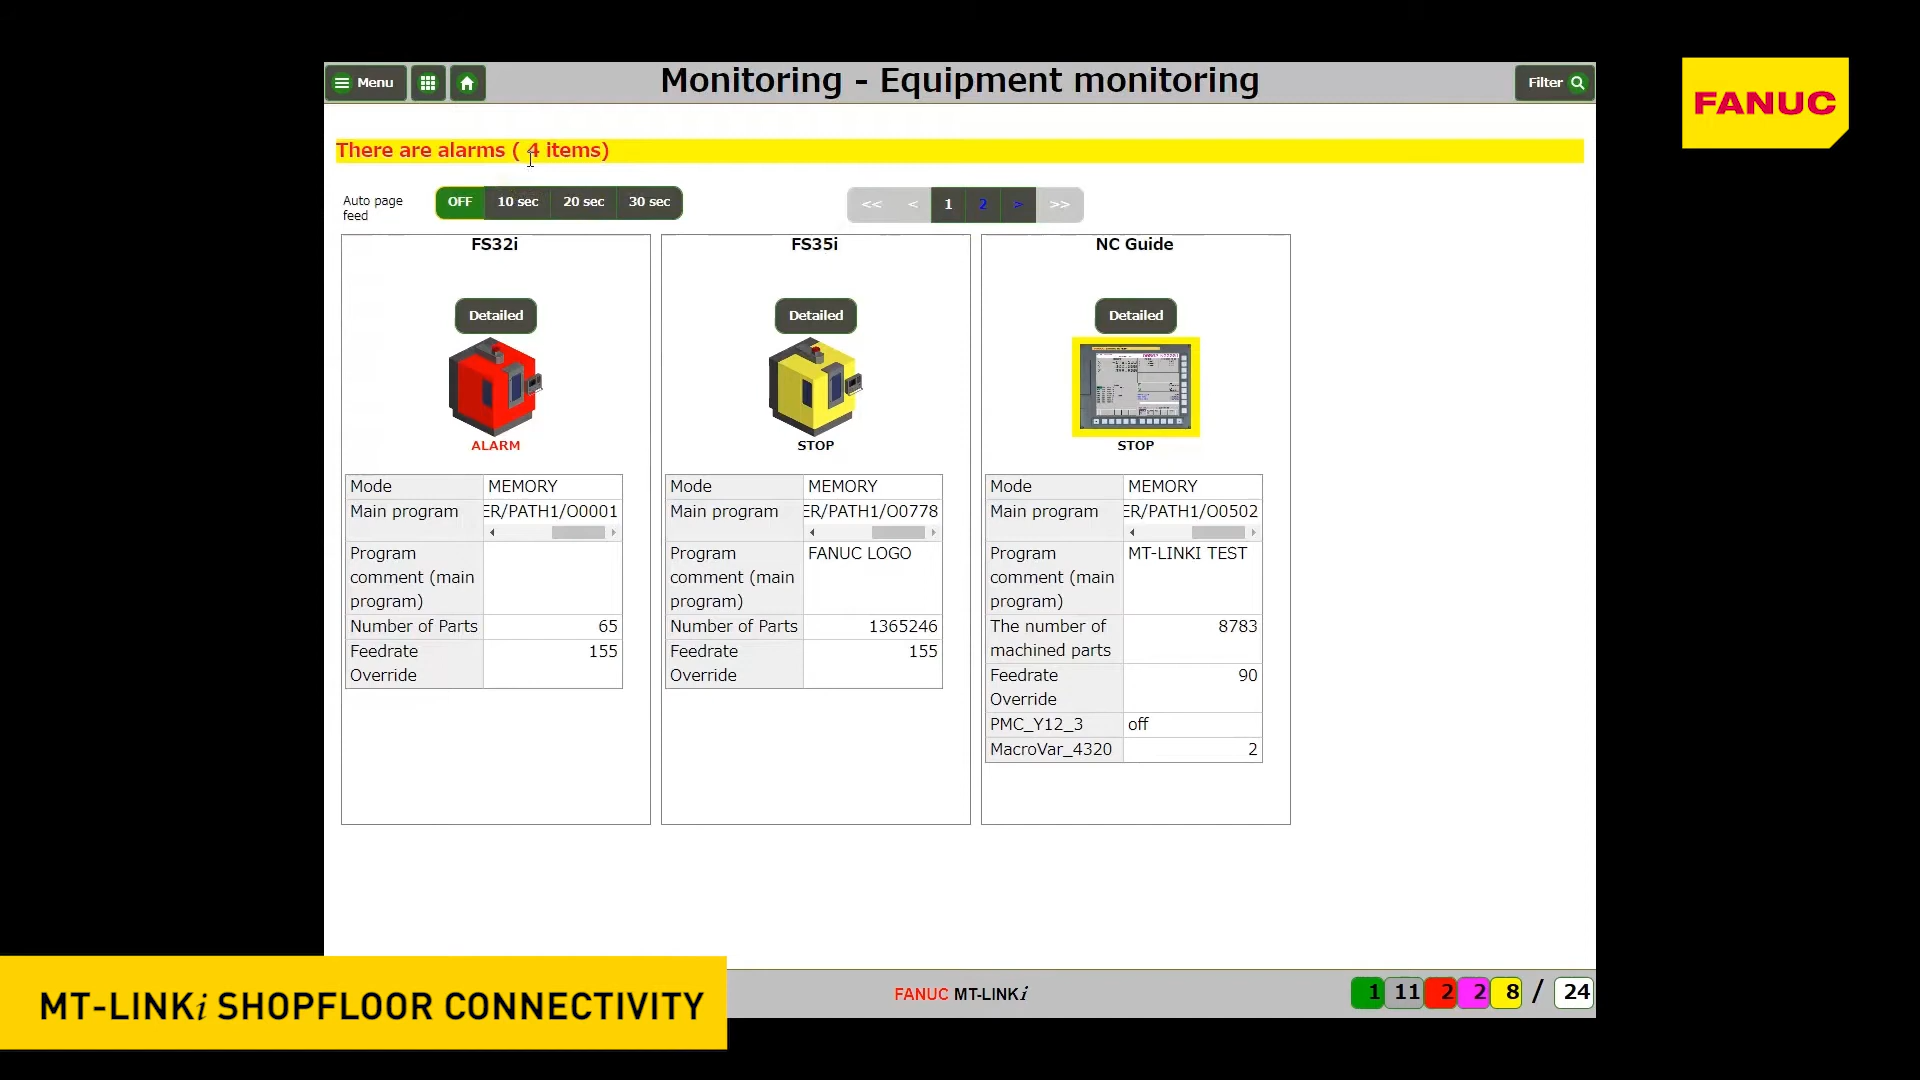 Menu
Monitoring - Equipment monitoring
Filter
FANUC
There are alarms ( 4 items)
Auto page
feed
OFF 10 sec 20 sec 30 sec
<< < 1 2 > >>
FS32i
Detailed
ALARM
Mode MEMORY
Main program ER/PATH1/O0001
Program
comment (main
program)
Number of Parts 65
Feedrate 155
Override
FS35i
Detailed
STOP
Mode MEMORY
Main program ER/PATH1/O0778
Program FANUC LOGO
comment (main
program)
Number of Parts 1365246
Feedrate 155
Override
NC Guide
Detailed
STOP
Mode MEMORY
Main program ER/PATH1/O0502
Program MT-LINKI TEST
comment (main
program)
The number of 8783
machined parts
Feedrate 90
Override
PMC_Y12_3 off
MacroVar_4320 2
MT-LINKi SHOPFLOOR CONNECTIVITY
FANUC MT-LINKi
1 11 2 2 8 / 24